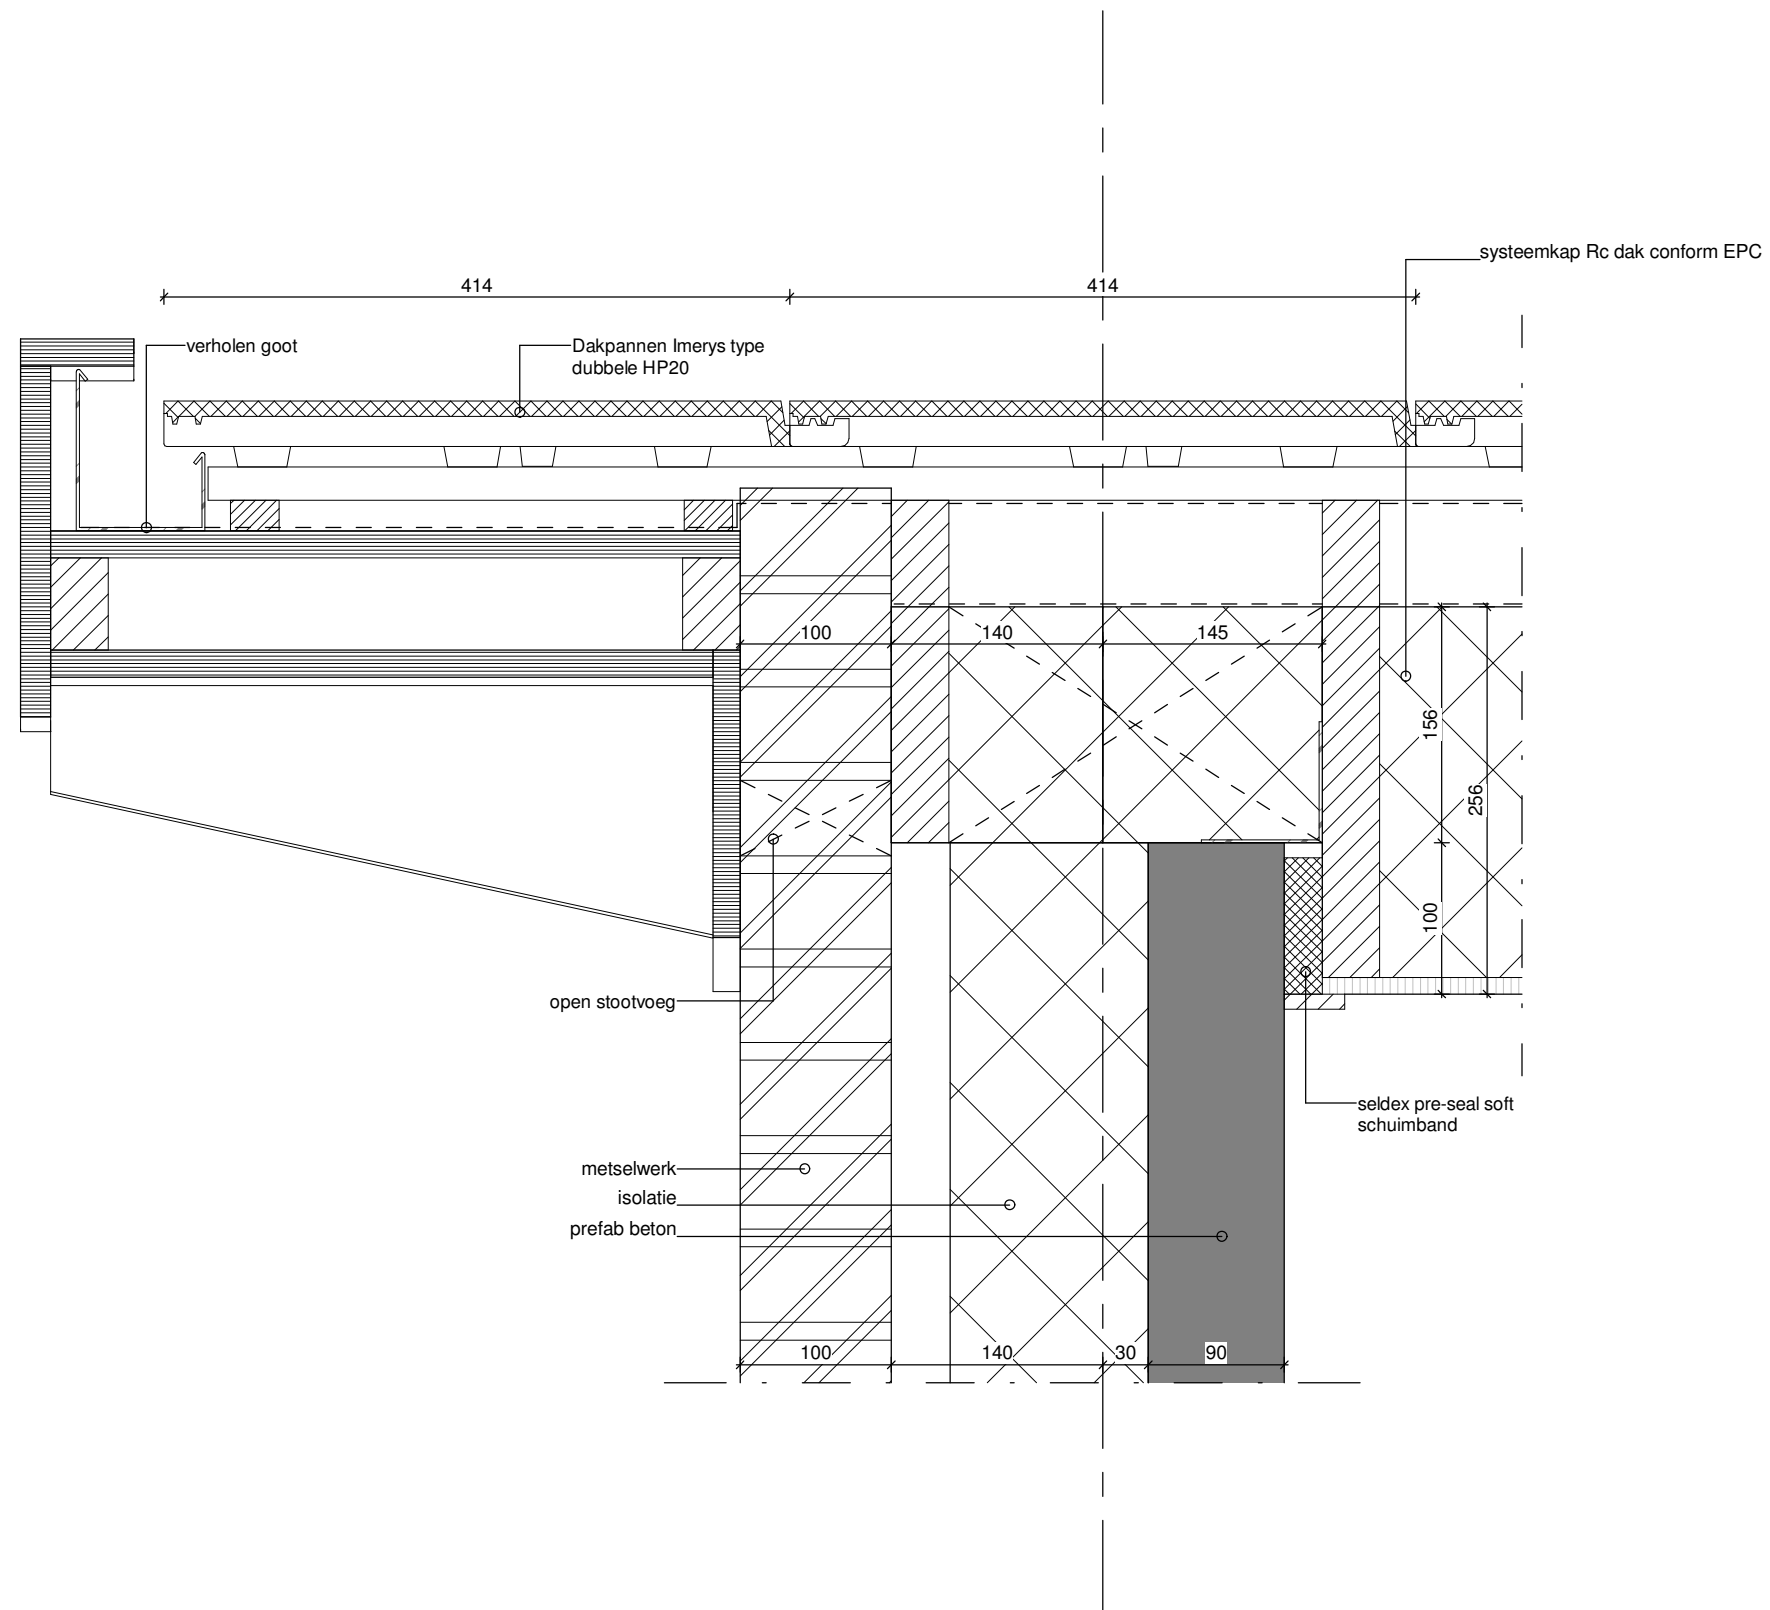 systeemkap Rc dak conform EPC
414
414
verholen goot
Dakpannen Imerys type
dubbele HP20
100
140
145
156
256
100
open stootvoeg
seldex pre-seal soft
schuimband
metselwerk
isolatie
prefab beton
100
140
30
90